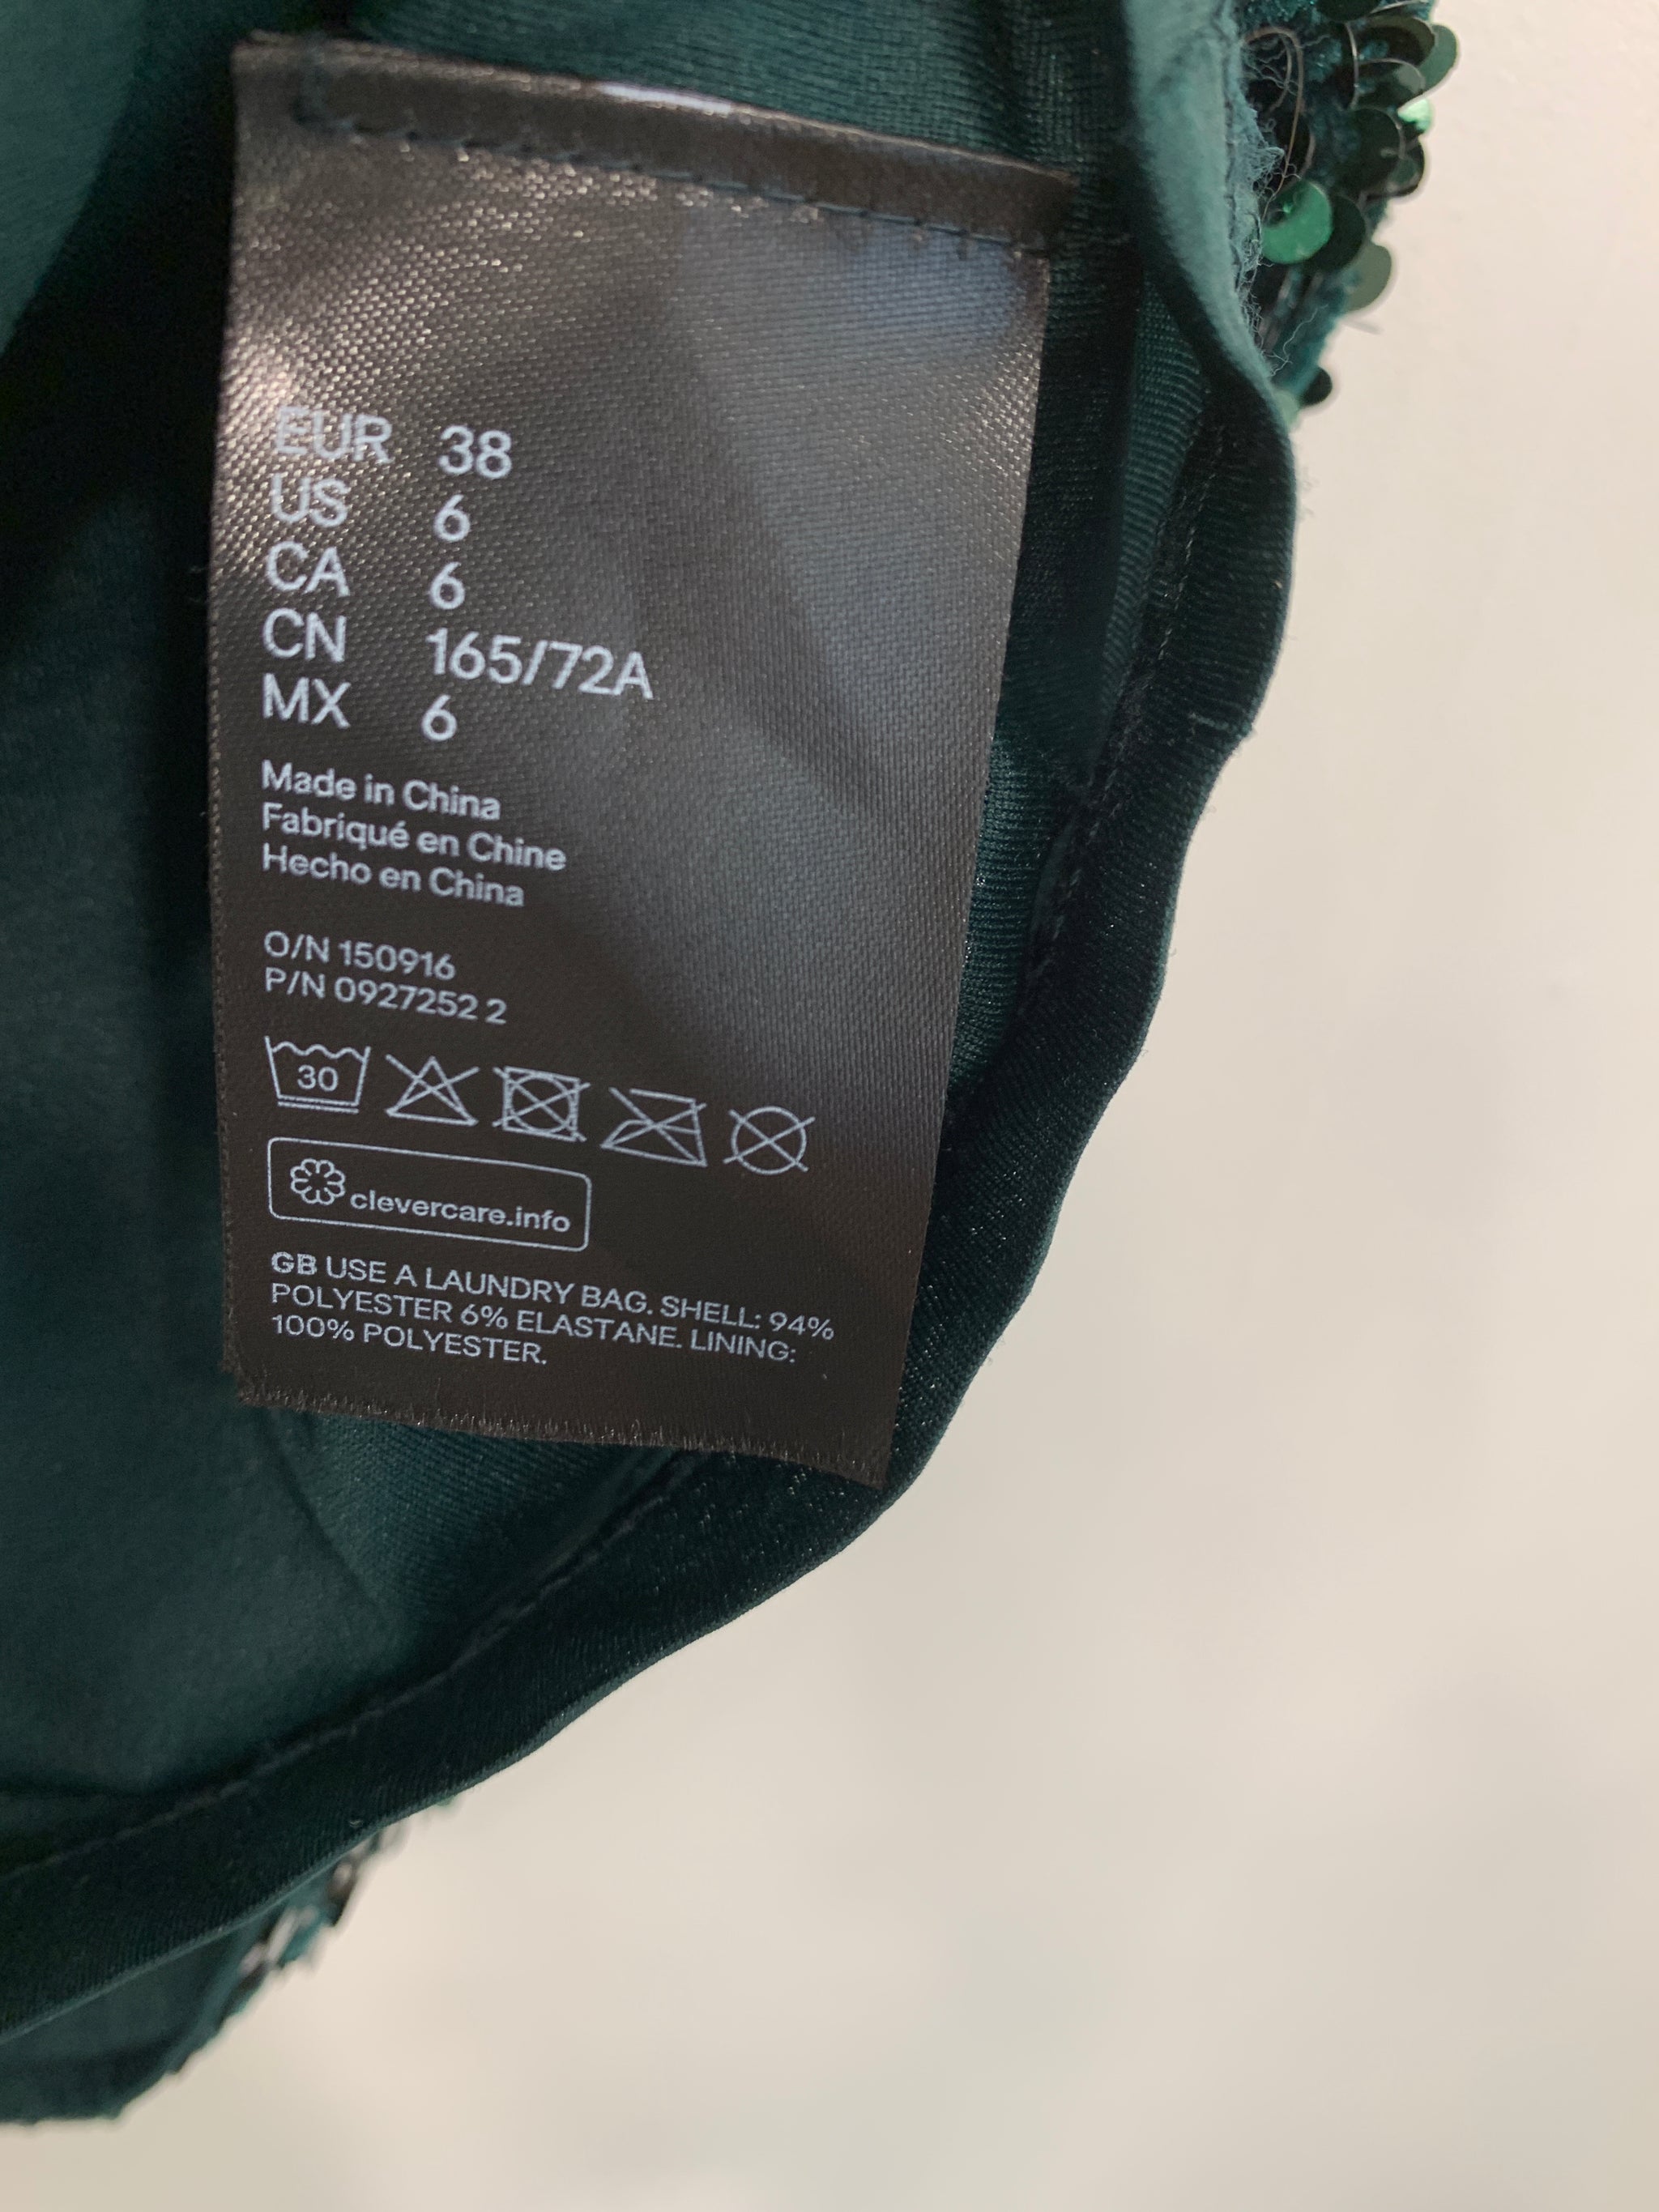 EUR 38
US 6
CA 6
CN 165/72A
MX 6
Made in China
Fabriqué en Chine
Hecho en China
O/N 150916
P/N 0927252 2
30
clevercare.info
GB USE A LAUNDRY BAG. SHELL: 94%
POLYESTER 6% ELASTANE. LINING:
100% POLYESTER.